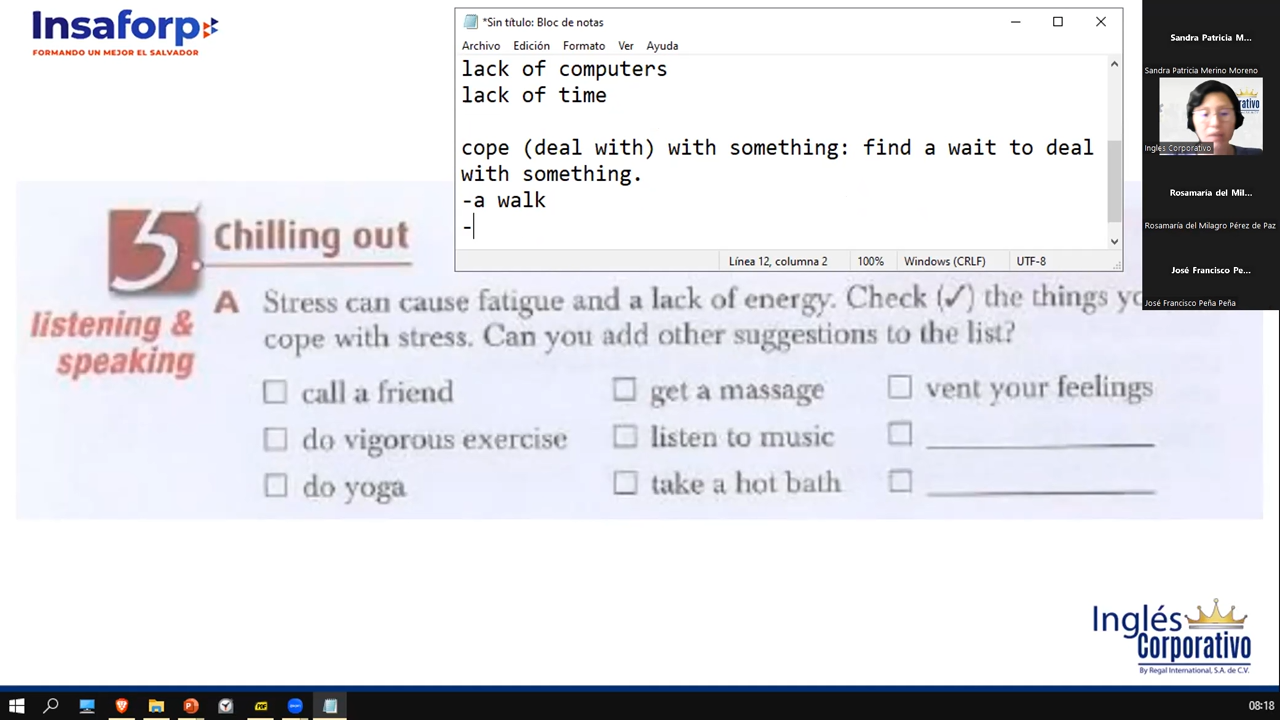 Insaforp
FORMANDO UN MEJOR EL SALVADOR
*Sin título: Bloc de notas
Archivo Edición Formato Ver Ayuda
lack of computers
lack of time
cope (deal with) with something: find a wait to deal
with something.
-a walk
-
Línea 12, columna 2 100% Windows (CRLF) UTF-8
Sandra Patricia M...
Sandra Patricia Merino Moreno
Inglés Corporativo
Rosamaría del Mil...
Rosamaría del Milagro Pérez de Paz
José Francisco Pe...
José Francisco Peña Peña
5 Chilling out
listening &
speaking
A Stress can cause fatigue and a lack of energy. Check (✓) the things
cope with stress. Can you add other suggestions to the list?
call a friend
do vigorous exercise
do yoga
get a massage
listen to music
take a hot bath
vent your feelings
Inglés
Corporativo
By Regal International, S.A. de C.V.
08:18